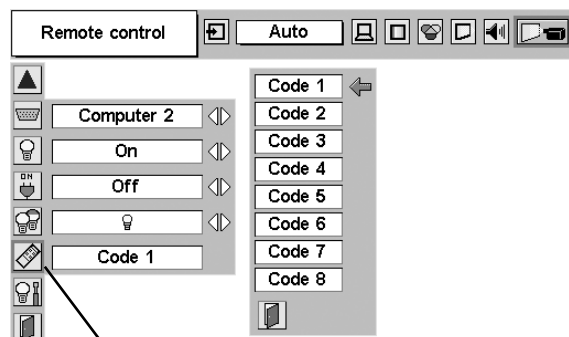 Remote control
Auto
Computer 2
On
ON
Off
Code 1
Code 1
Code 2
Code 3
Code 4
Code 5
Code 6
Code 7
Code 8